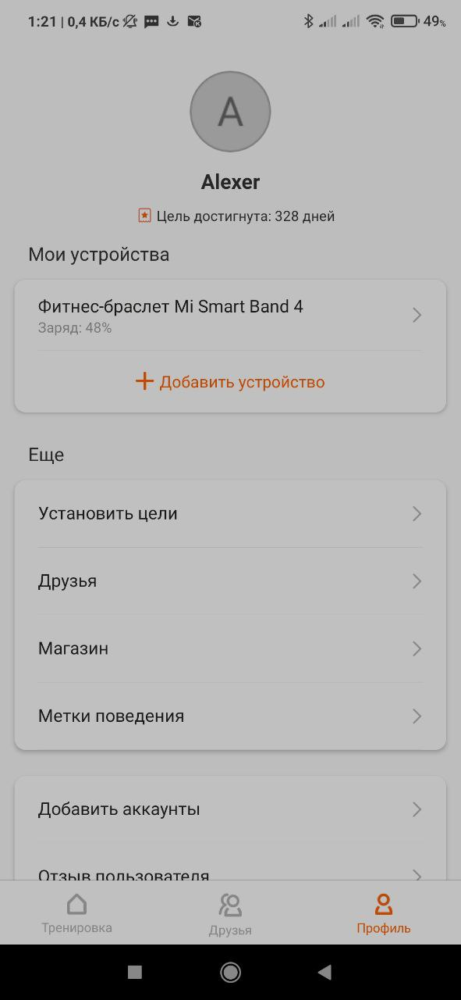 1:21 | 0,4 КБ/с 49%
A
Alexer
Цель достигнута: 328 дней
Мои устройства
Фитнес-браслет Mi Smart Band 4
Заряд: 48%
Добавить устройство
Еще
Установить цели
Друзья
Магазин
Метки поведения
Добавить аккаунты
Отзыв пользователя
Тренировка Друзья Профиль